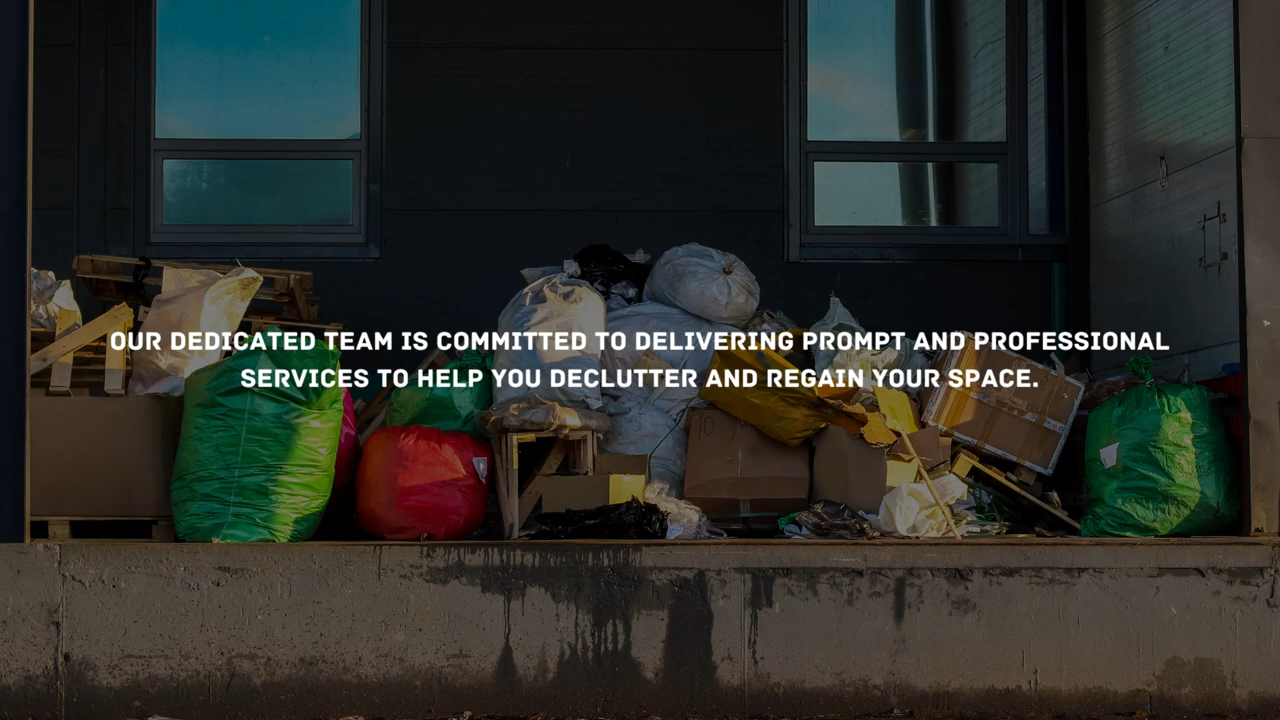 OUR DEDICATED TEAM IS COMMITTED TO DELIVERING PROMPT AND PROFESSIONAL
SERVICES TO HELP YOU DECLUTTER AND REGAIN YOUR SPACE.